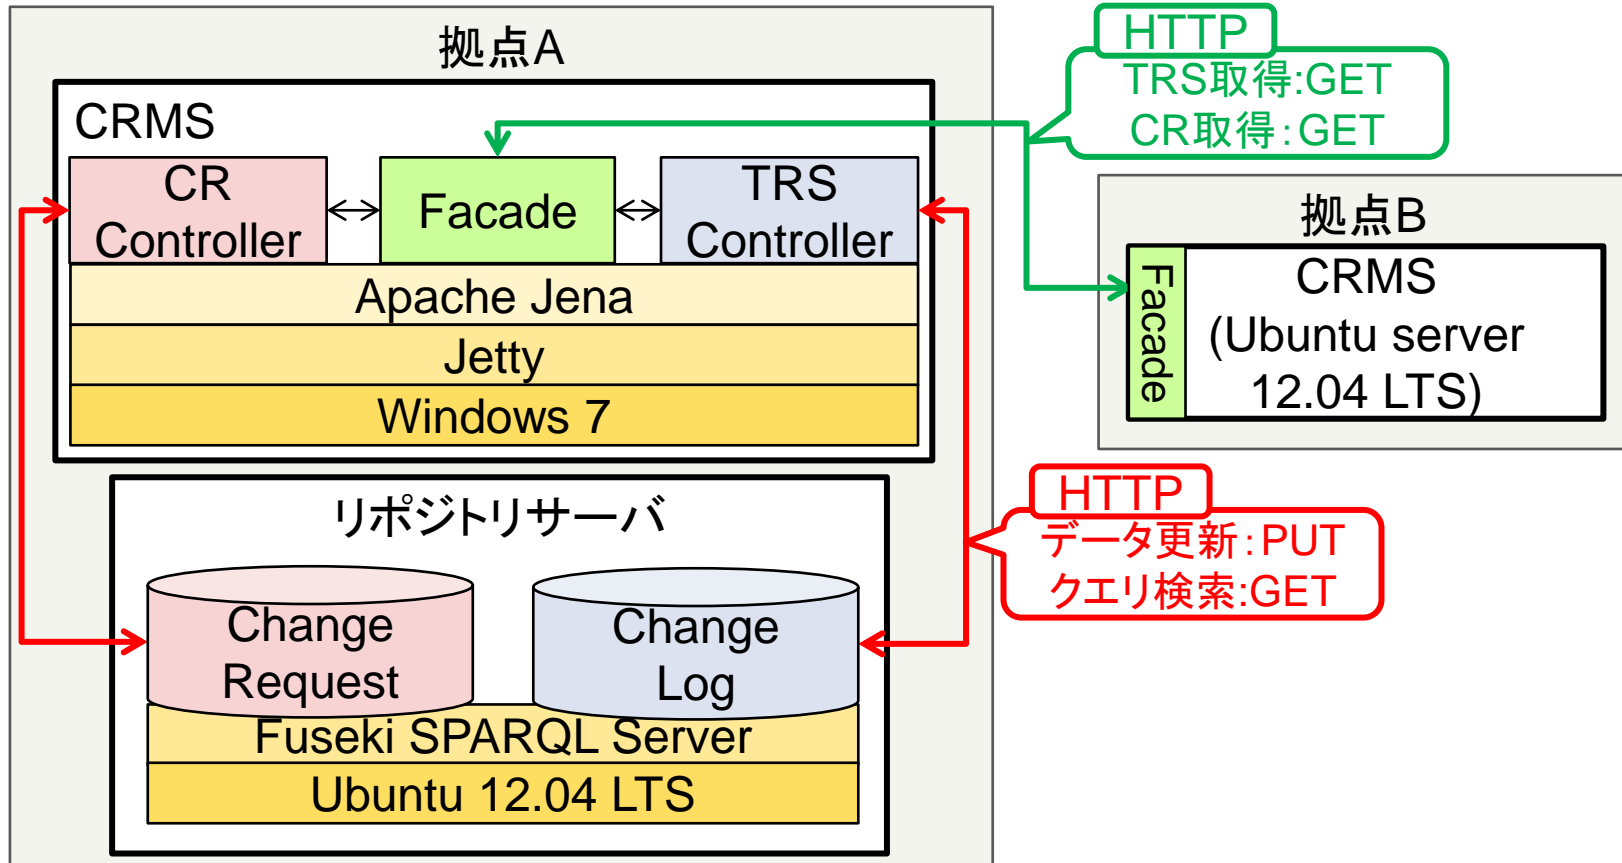 拠点A
CRMS
CR
Controller
Facade
TRS
Controller
Apache Jena
Jetty
Windows 7
リポジトリサーバ
Change
Request
Change
Log
Fuseki SPARQL Server
Ubuntu 12.04 LTS
HTTP
TRS取得:GET
CR取得:GET
拠点B
Facade
CRMS
(Ubuntu server
12.04 LTS)
HTTP
データ更新:PUT
クエリ検索:GET